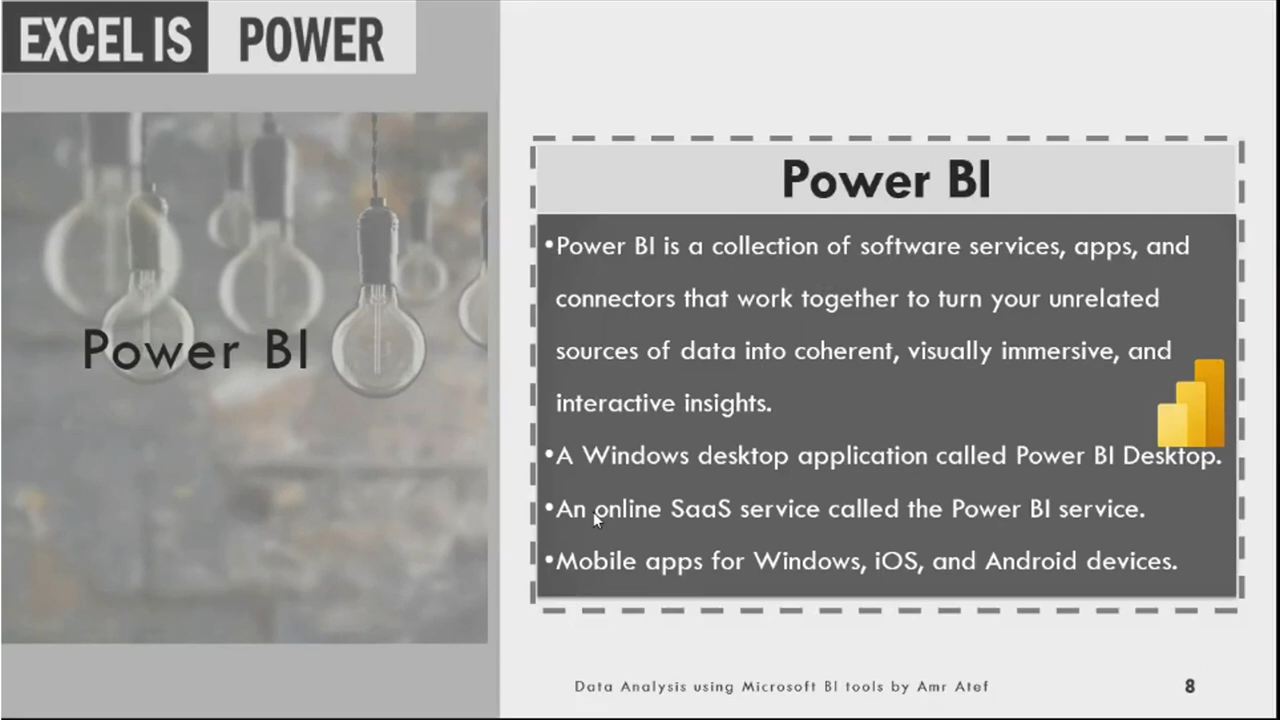 EXCEL IS POWER
Power BI
Power BI
•Power BI is a collection of software services, apps, and
connectors that work together to turn your unrelated
sources of data into coherent, visually immersive, and
interactive insights.
•A Windows desktop application called Power BI Desktop.
•An online SaaS service called the Power BI service.
•Mobile apps for Windows, iOS, and Android devices.
Data Analysis using Microsoft BI tools by Amr Atef
8